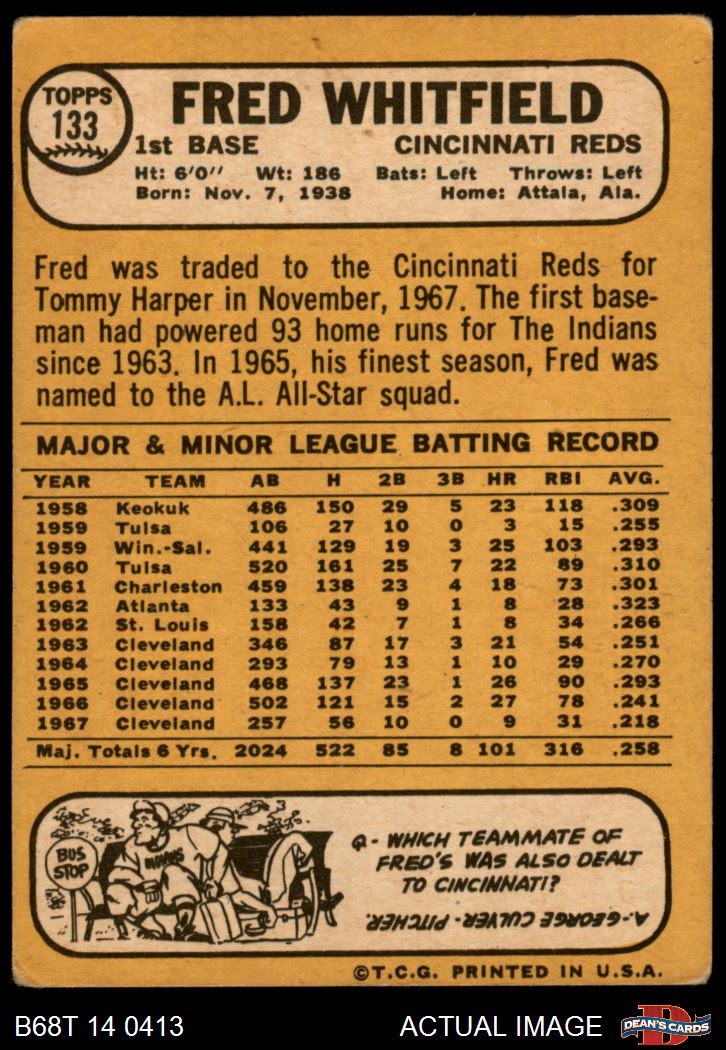 TOPPS
133
FRED WHITFIELD
1st BASE CINCINNATI REDS
Ht: 6'0" Wt: 186 Bats: Left Throws: Left
Born: Nov. 7, 1938 Home: Attala, Ala.
Fred was traded to the Cincinnati Reds for
Tommy Harper in November, 1967. The first base-
man had powered 93 home runs for The Indians
since 1963. In 1965, his finest season, Fred was
named to the A.L. All-Star squad.
MAJOR & MINOR LEAGUE BATTING RECORD
YEAR TEAM AB H 2B 3B HR RBI AVG.
1958 Keokuk 486 150 29 5 23 118 .309
1959 Tulsa 106 27 10 0 3 15 .255
1959 Win.-Sal. 441 129 19 3 25 103 .293
1960 Tulsa 520 161 25 7 22 89 .310
1961 Charleston 459 138 23 4 18 73 .301
1962 Atlanta 133 43 9 1 8 28 .323
1962 St. Louis 158 42 7 1 8 34 .266
1963 Cleveland 346 87 17 3 21 54 .251
1964 Cleveland 293 79 13 1 10 29 .270
1965 Cleveland 468 137 23 1 26 90 .293
1966 Cleveland 502 121 15 2 27 78 .241
1967 Cleveland 257 56 10 0 9 31 .218
Maj. Totals 6 Yrs. 2024 522 85 8 101 316 .258
BUS
STOP
INDIANS
Q - WHICH TEAMMATE OF
FRED'S WAS ALSO DEALT
TO CINCINNATI?
A - GEORGE CULVER - PITCHER.
©T.C.G. PRINTED IN U.S.A.
B68T 14 0413 ACTUAL IMAGE
D
DEAN'S CARDS